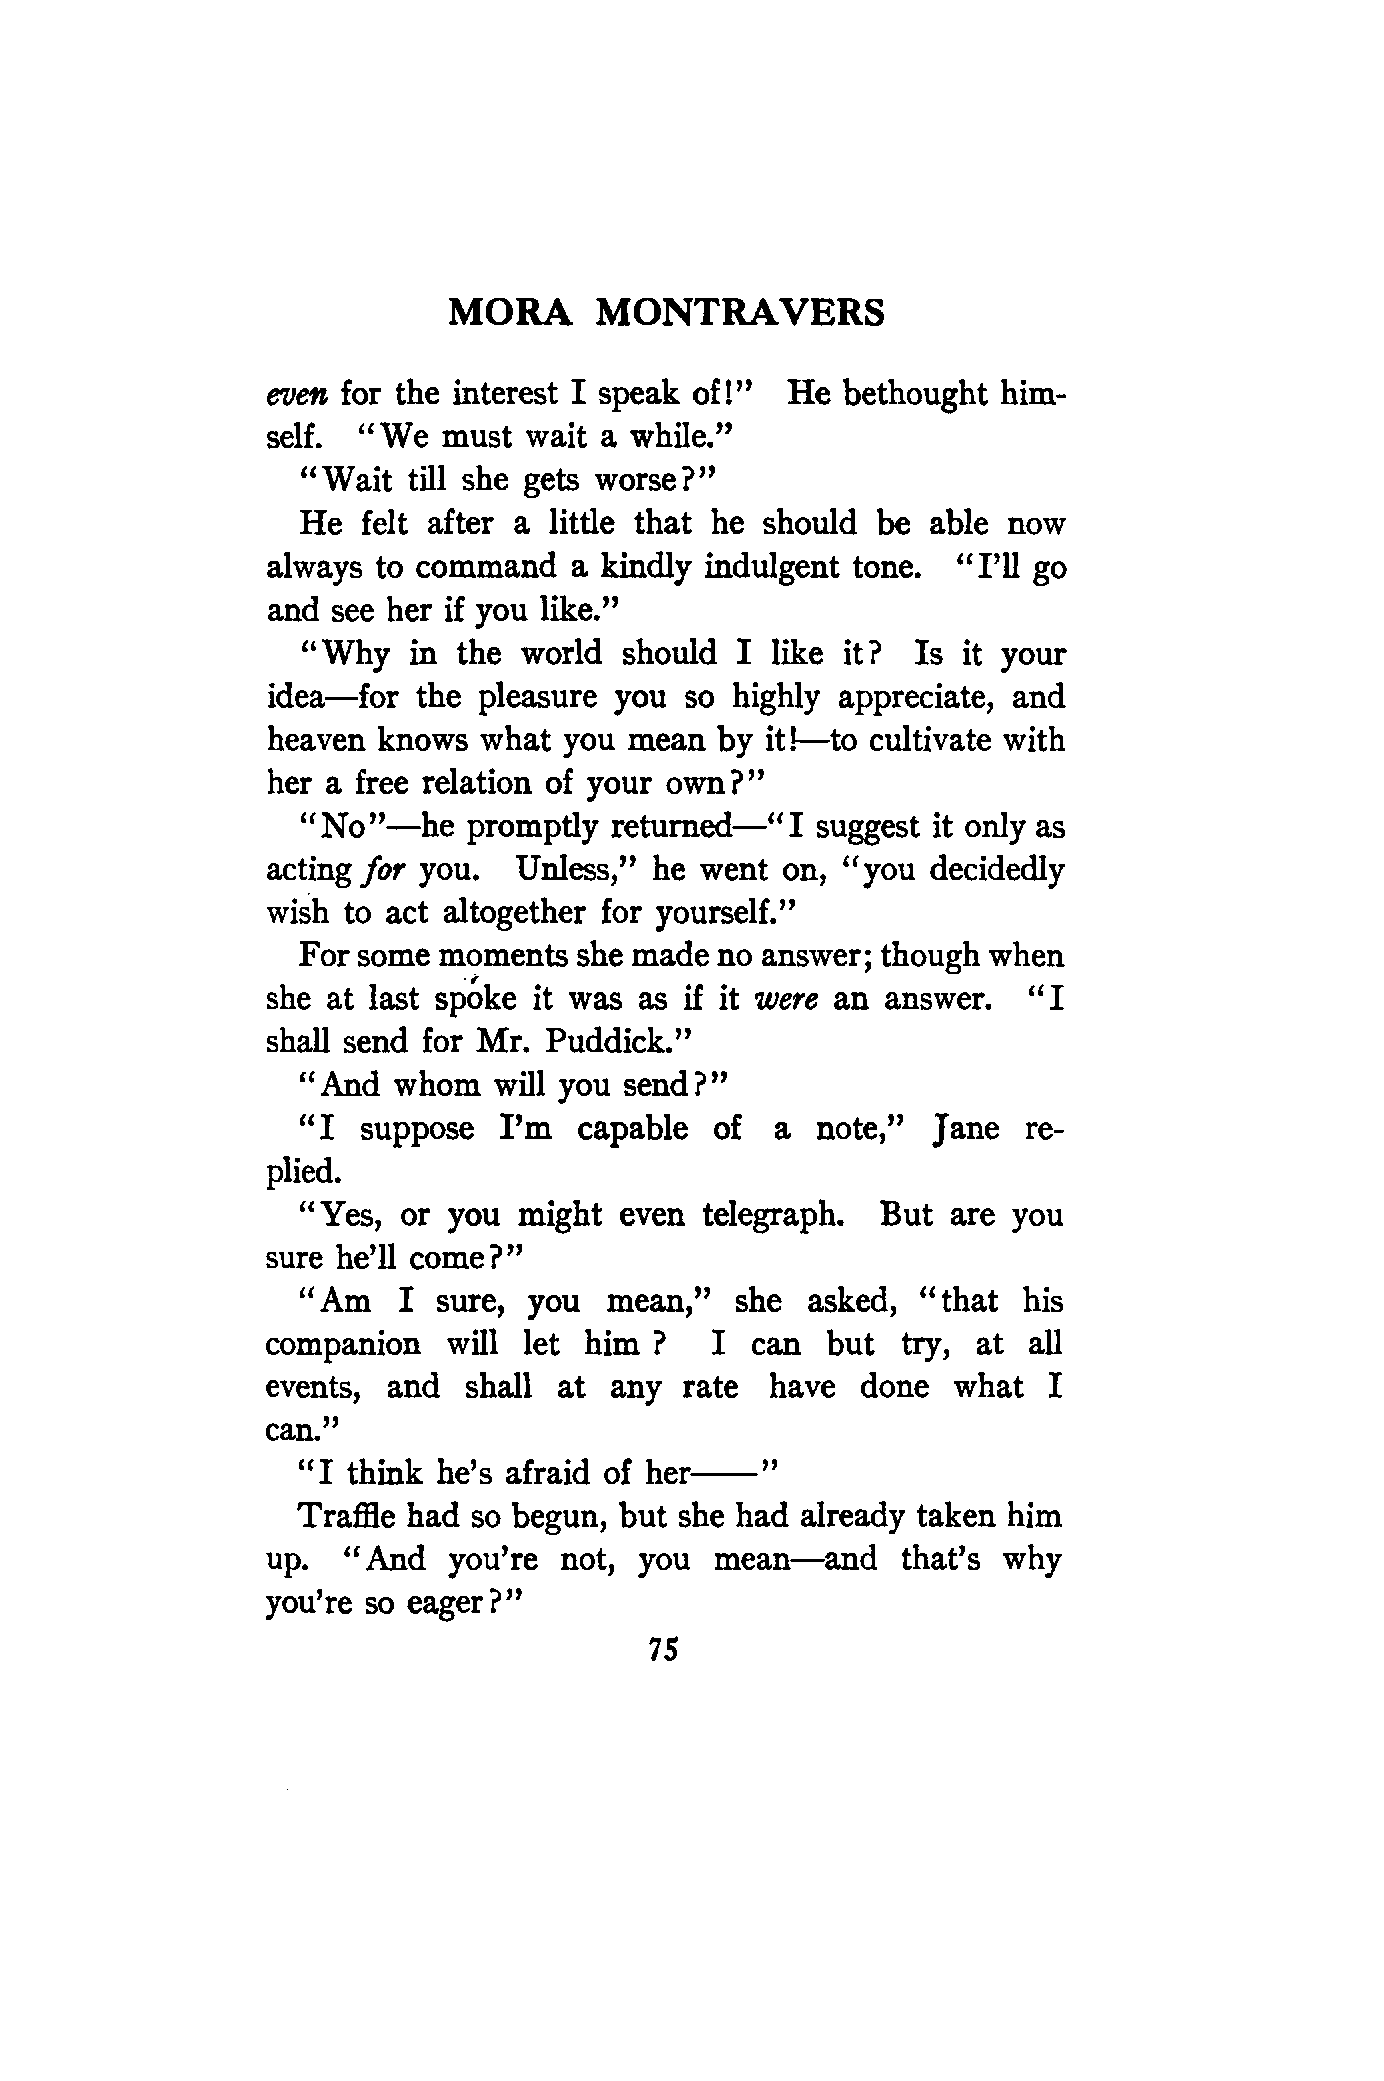 MORA MONTRAVERS
even for the interest I speak of!” He bethought him-
self. “We must wait a while.”
“Wait till she gets worse?”
He felt after a little that he should be able now
always to command a kindly indulgent tone. “I’ll go
and see her if you like.”
“Why in the world should I like it? Is it your
idea—for the pleasure you so highly appreciate, and
heaven knows what you mean by it!—to cultivate with
her a free relation of your own?”
“No”—he promptly returned—“I suggest it only as
acting for you. Unless,” he went on, “you decidedly
wish to act altogether for yourself.”
For some moments she made no answer; though when
she at last spoke it was as if it were an answer. “I
shall send for Mr. Puddick.”
“And whom will you send?”
“I suppose I’m capable of a note,” Jane re-
plied.
“Yes, or you might even telegraph. But are you
sure he’ll come?”
“Am I sure, you mean,” she asked, “that his
companion will let him ? I can but try, at all
events, and shall at any rate have done what I
can.”
“I think he’s afraid of her——”
Traffle had so begun, but she had already taken him
up. “And you’re not, you mean—and that’s why
you’re so eager?”
75